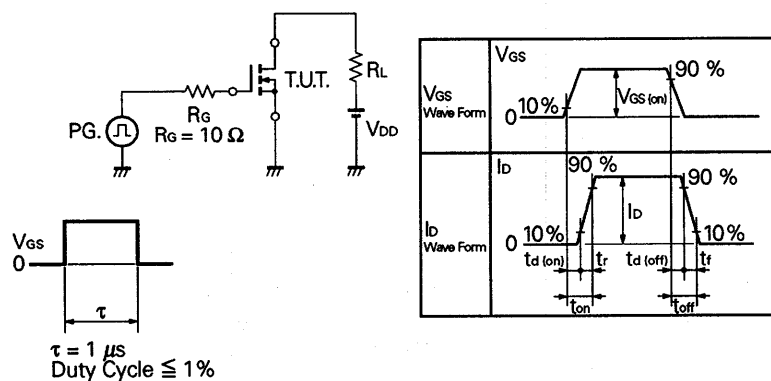 T.U.T.
RL
RG
RG = 10 Ω
PG.
VDD
VGS
0
τ
τ = 1 μs
Duty Cycle ≦ 1%
VGS
Wave Form
VGS
90 %
VGS (on)
10%
0
ID
Wave Form
ID
90 %
90 %
ID
10%
0
10%
td (on)
tr
td (off)
tf
ton
toff